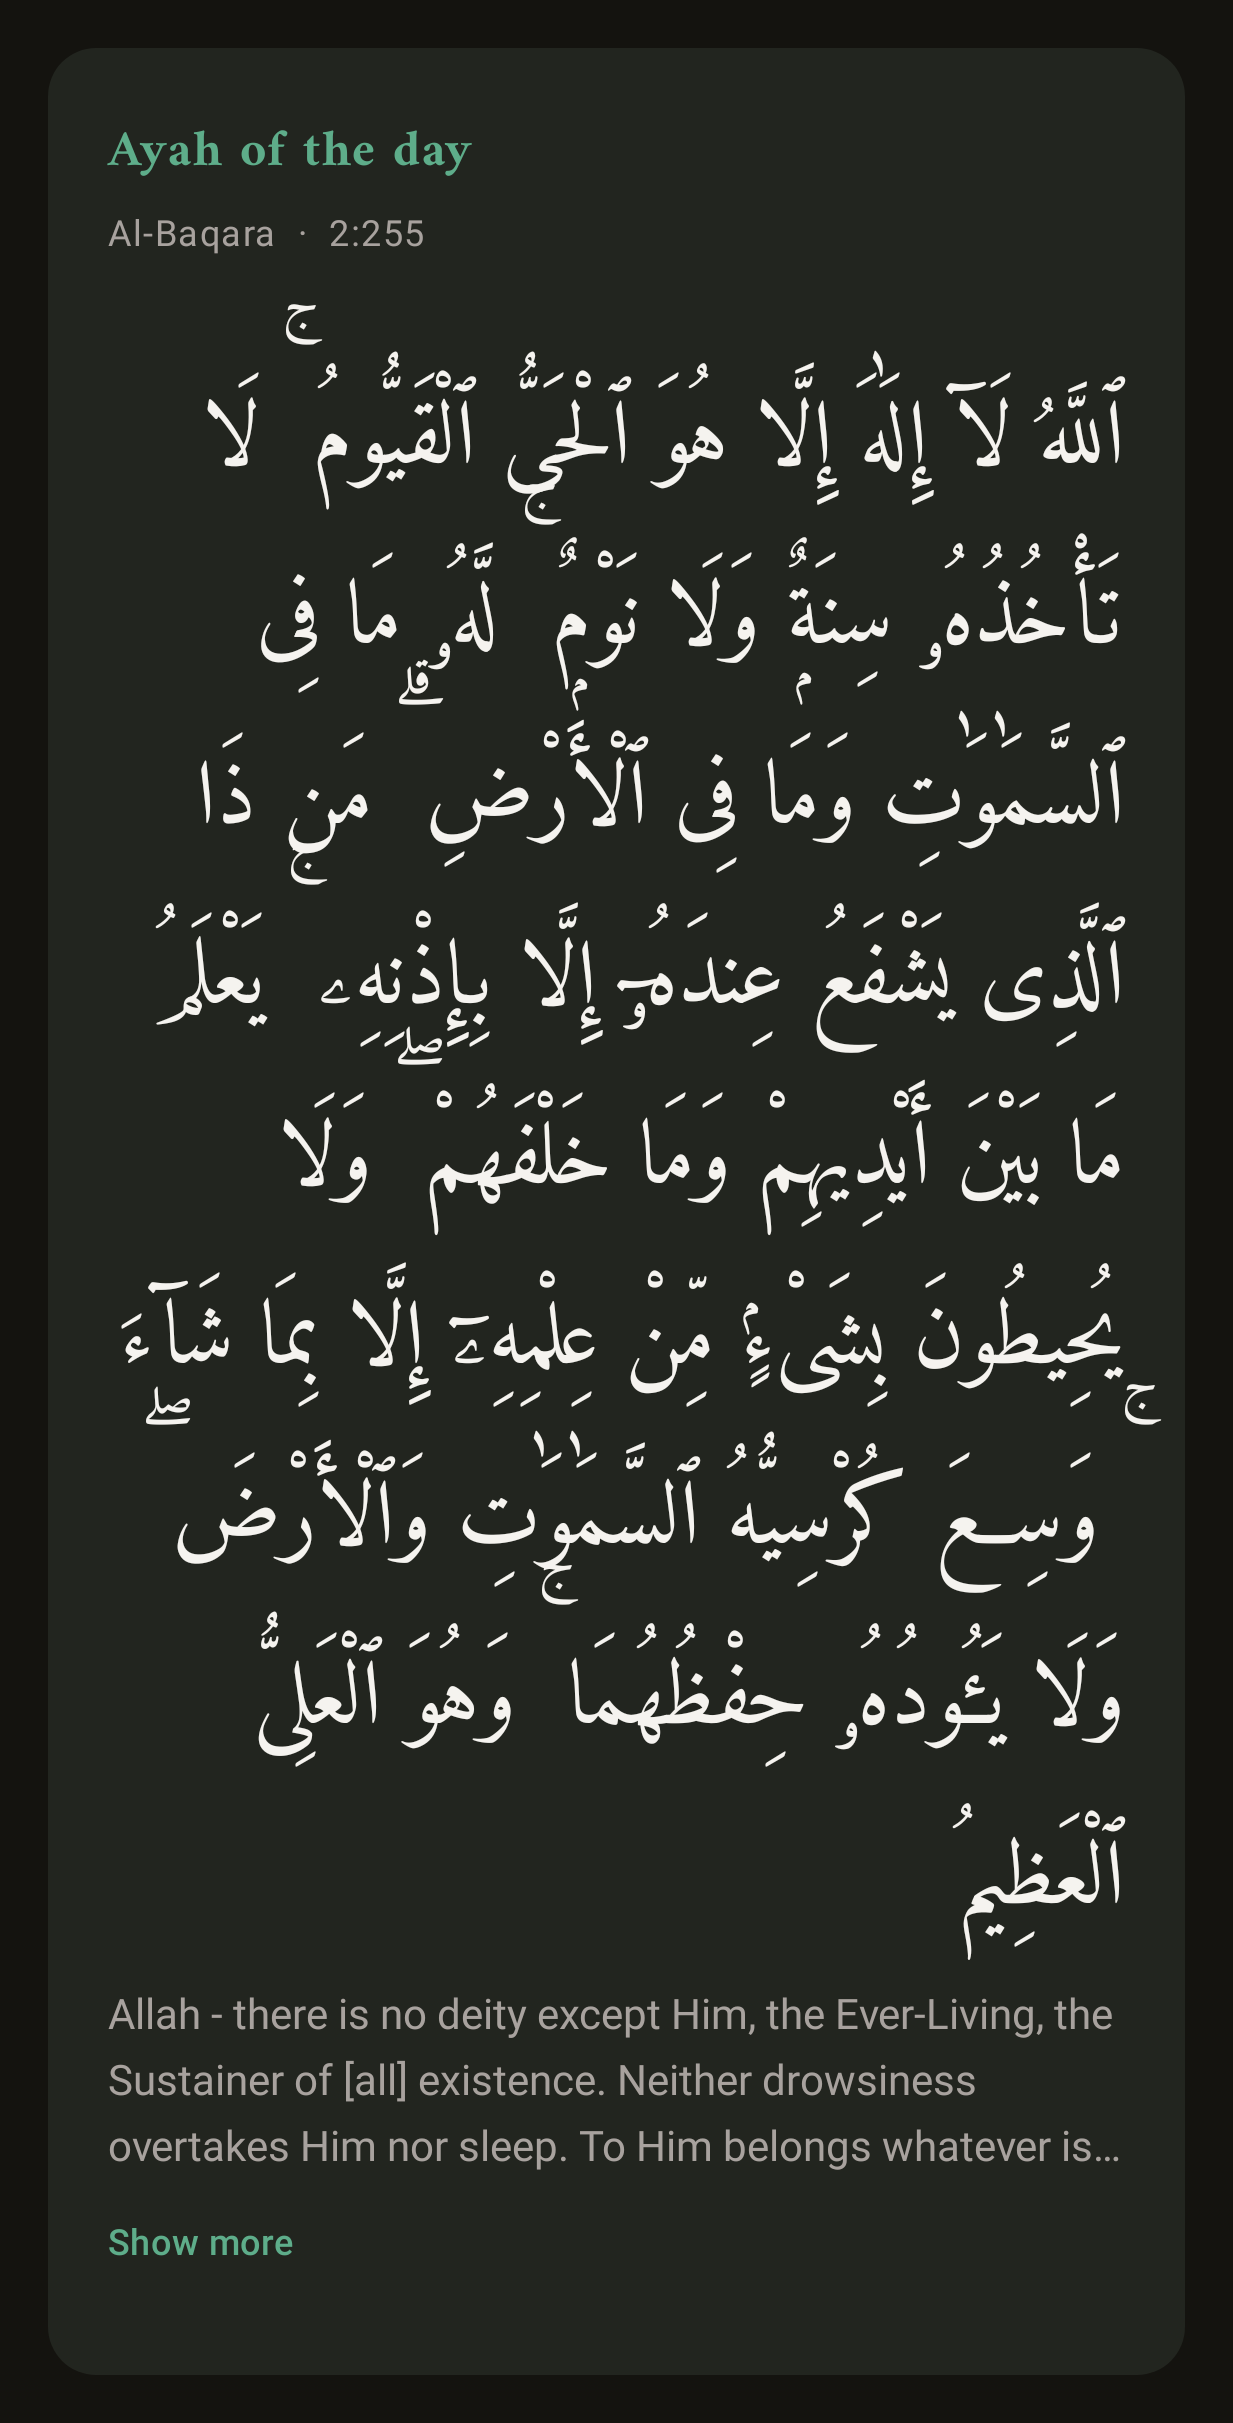 Ayah of the day
Al-Baqara · 2:255
ٱللَّهُ لَآ إِلَـٰهَ إِلَّا هُوَ ٱلْحَىُّ ٱلْقَيُّومُ ۚ لَا
تَأْخُذُهُۥ سِنَةٌ وَلَا نَوْمٌ ۚ لَّهُۥ مَا فِى
ٱلسَّمَـٰوَٰتِ وَمَا فِى ٱلْأَرْضِ ۗ مَن ذَا
ٱلَّذِى يَشْفَعُ عِندَهُۥٓ إِلَّا بِإِذْنِهِۦ ۚ يَعْلَمُ
مَا بَيْنَ أَيْدِيهِمْ وَمَا خَلْفَهُمْ ۖ وَلَا
يُحِيطُونَ بِشَىْءٍ مِّنْ عِلْمِهِۦٓ إِلَّا بِمَا شَآءَ ۚ
وَسِعَ كُرْسِيُّهُ ٱلسَّمَـٰوَٰتِ وَٱلْأَرْضَ ۖ
وَلَا يَـُٔودُهُۥ حِفْظُهُمَا ۚ وَهُوَ ٱلْعَلِىُّ
ٱلْعَظِيمُ
Allah - there is no deity except Him, the Ever-Living, the
Sustainer of [all] existence. Neither drowsiness
overtakes Him nor sleep. To Him belongs whatever is…
Show more